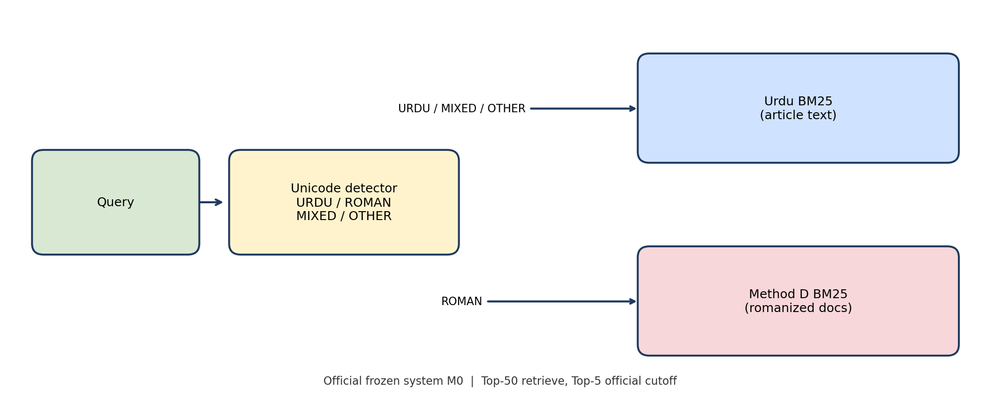 Query
Unicode detector
URDU / ROMAN
MIXED / OTHER
URDU / MIXED / OTHER
Urdu BM25
(article text)
ROMAN
Method D BM25
(romanized docs)
Official frozen system M0 | Top-50 retrieve, Top-5 official cutoff